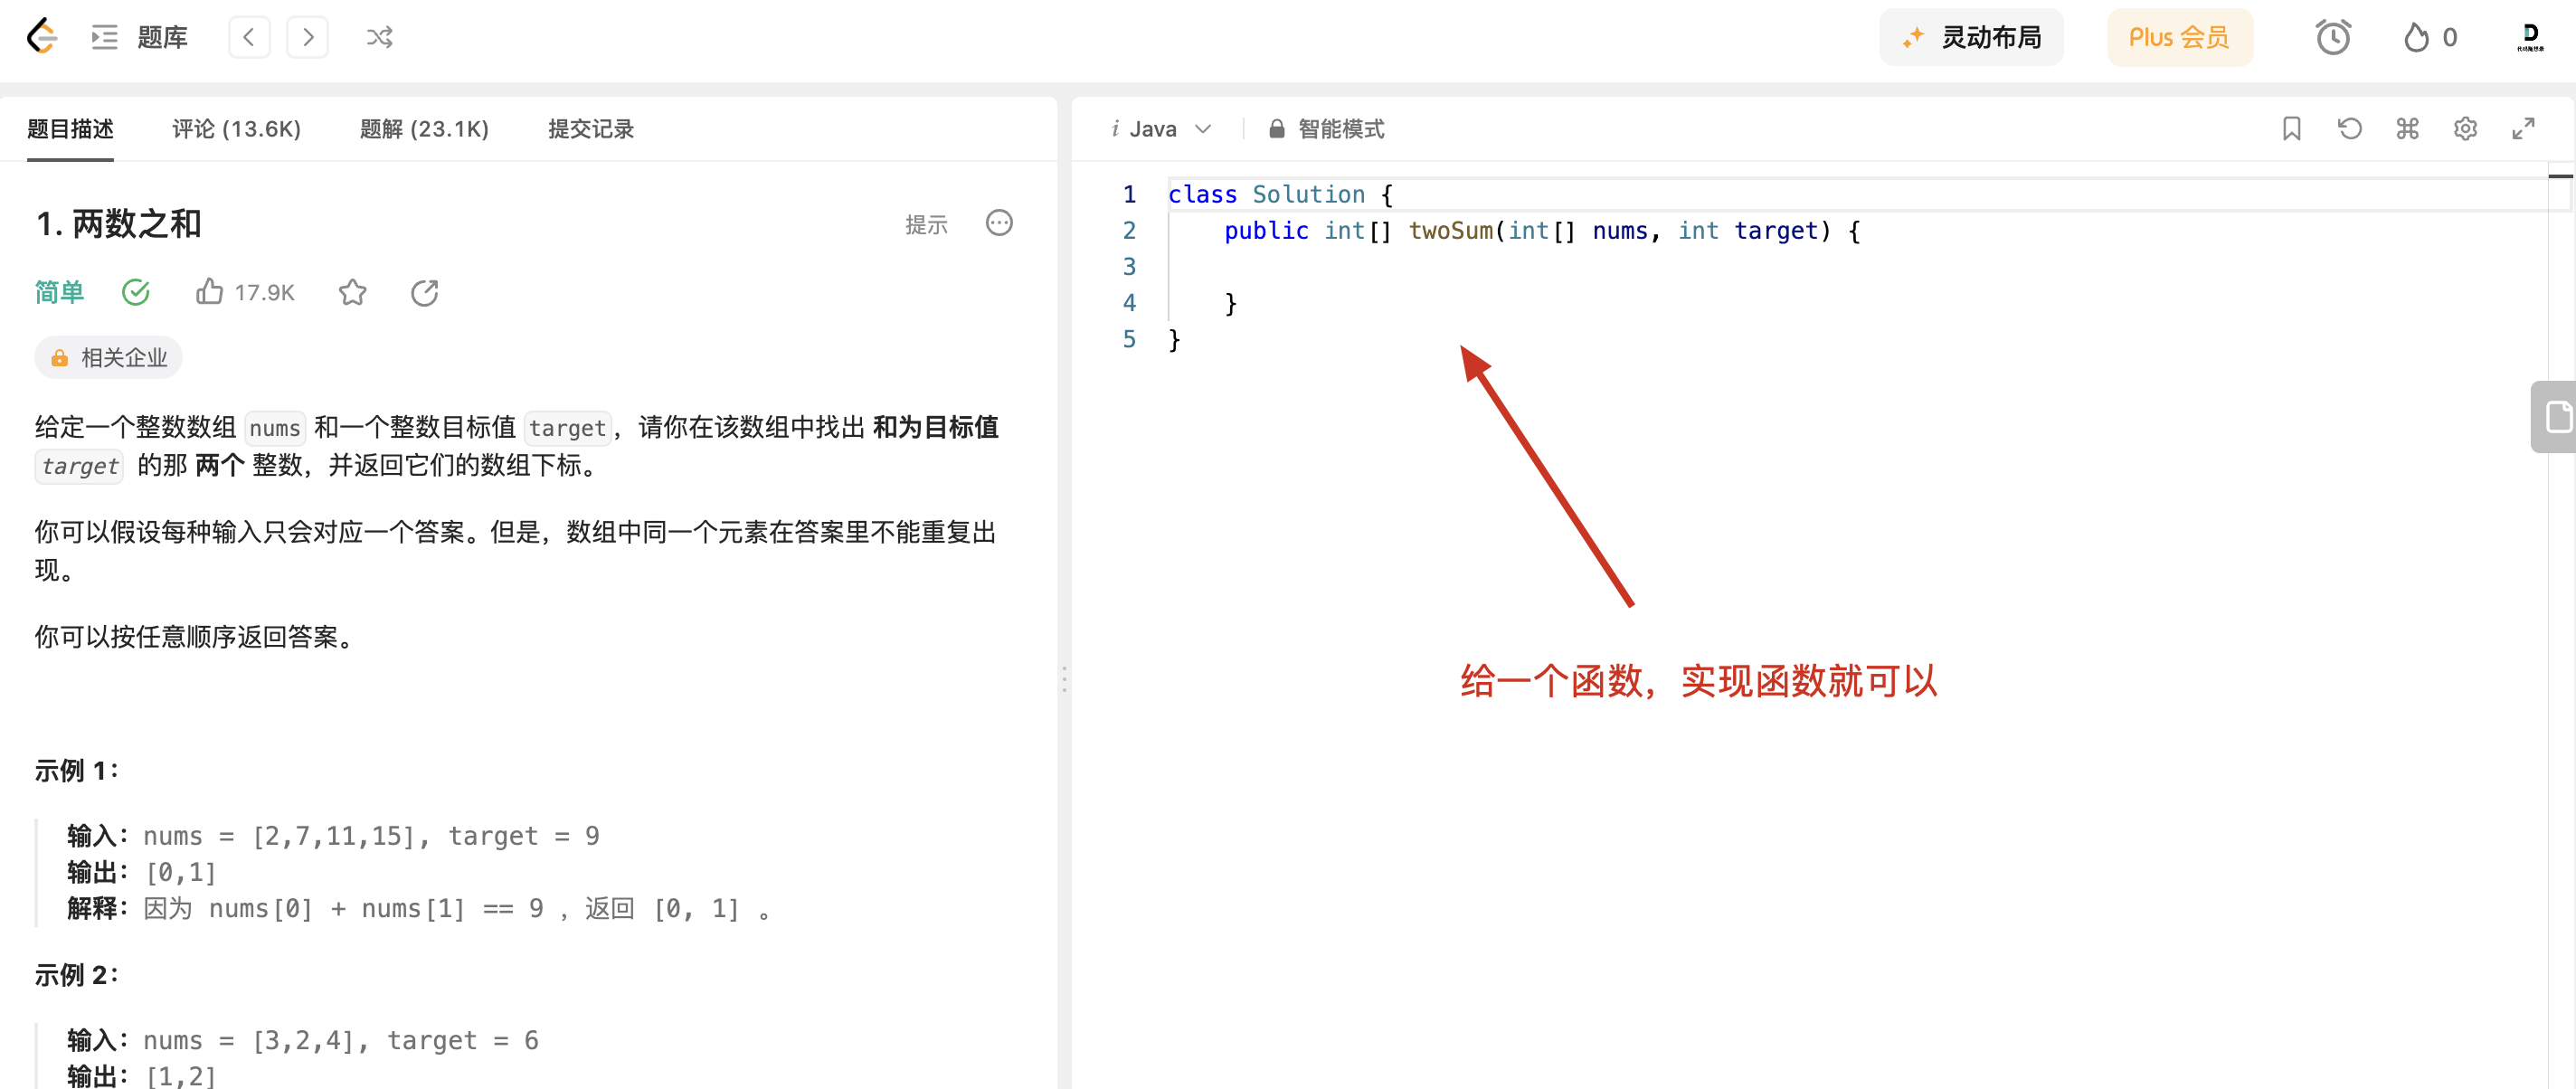 题库
灵动布局
Plus 会员
0
题目描述
评论 (13.6K)
题解 (23.1K)
提交记录
1. 两数之和
提示
简单
17.9K
相关企业
给定一个整数数组 nums 和一个整数目标值 target，请你在该数组中找出 和为目标值
target 的那 两个 整数，并返回它们的数组下标。
你可以假设每种输入只会对应一个答案。但是，数组中同一个元素在答案里不能重复出
现。
你可以按任意顺序返回答案。
示例 1：
输入：nums = [2,7,11,15], target = 9
输出：[0,1]
解释：因为 nums[0] + nums[1] == 9 ，返回 [0, 1] 。
示例 2：
输入：nums = [3,2,4], target = 6
输出：[1,2]
i Java
智能模式
1 class Solution {
2 public int[] twoSum(int[] nums, int target) {
3
4 }
5 }
给一个函数，实现函数就可以